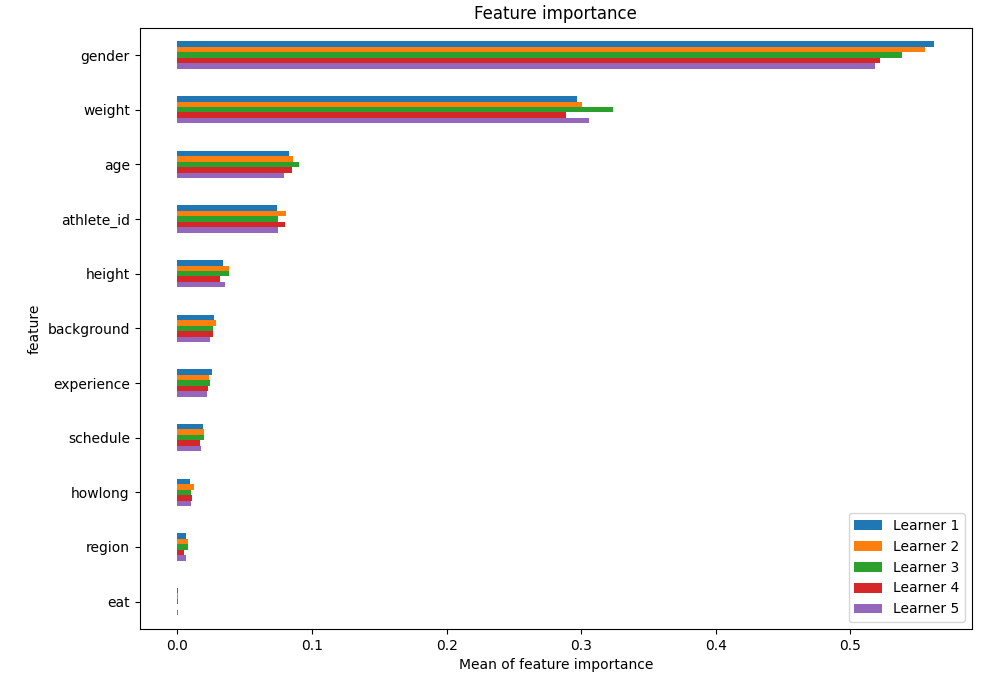 Feature importance
gender
weight
age
athlete_id
height
background
experience
schedule
howlong
region
eat
feature
0.0 0.1 0.2 0.3 0.4 0.5
Mean of feature importance
Learner 1
Learner 2
Learner 3
Learner 4
Learner 5